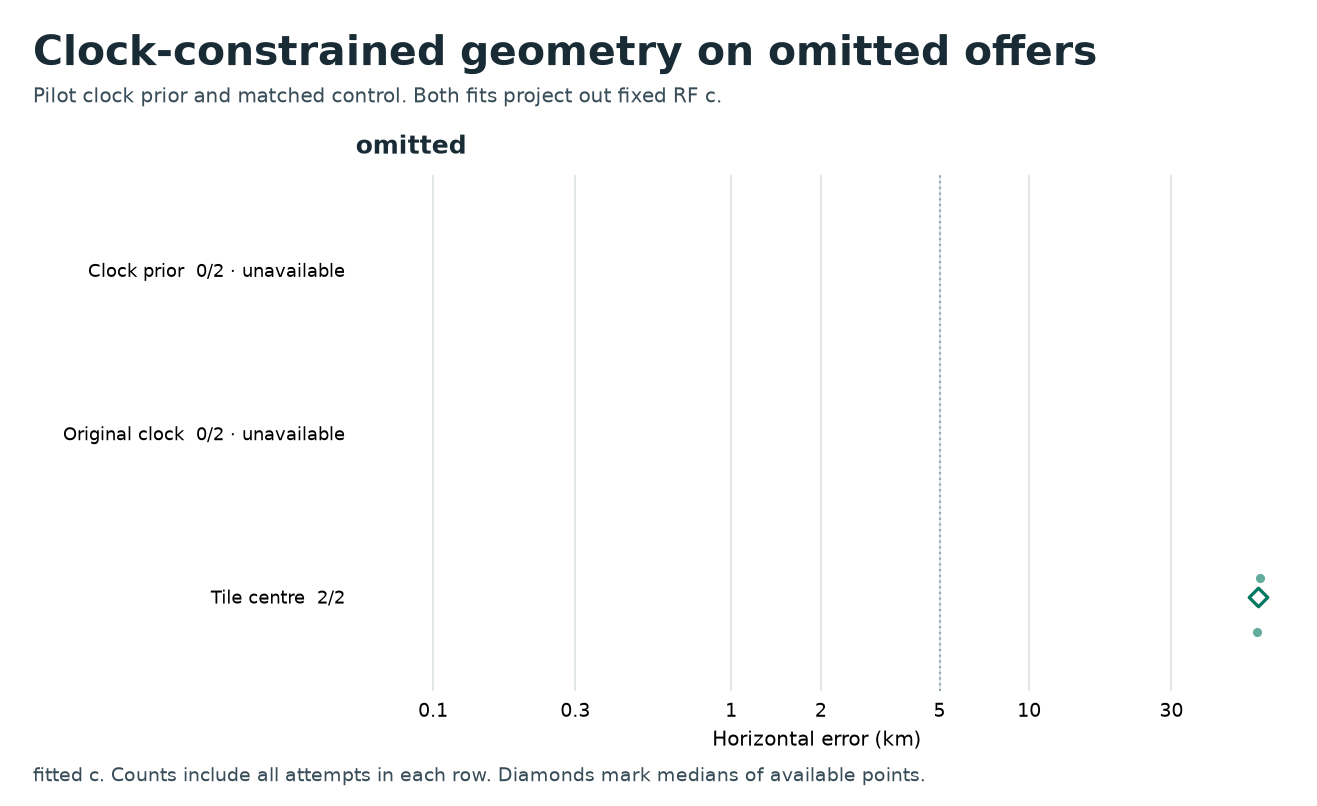 Clock-constrained geometry on omitted offers
Pilot clock prior and matched control. Both fits project out fixed RF c.
omitted
Clock prior  0/2 · unavailable
Original clock  0/2 · unavailable
Tile centre  2/2
0.1 0.3 1 2 5 10 30
Horizontal error (km)
fitted c. Counts include all attempts in each row. Diamonds mark medians of available points.